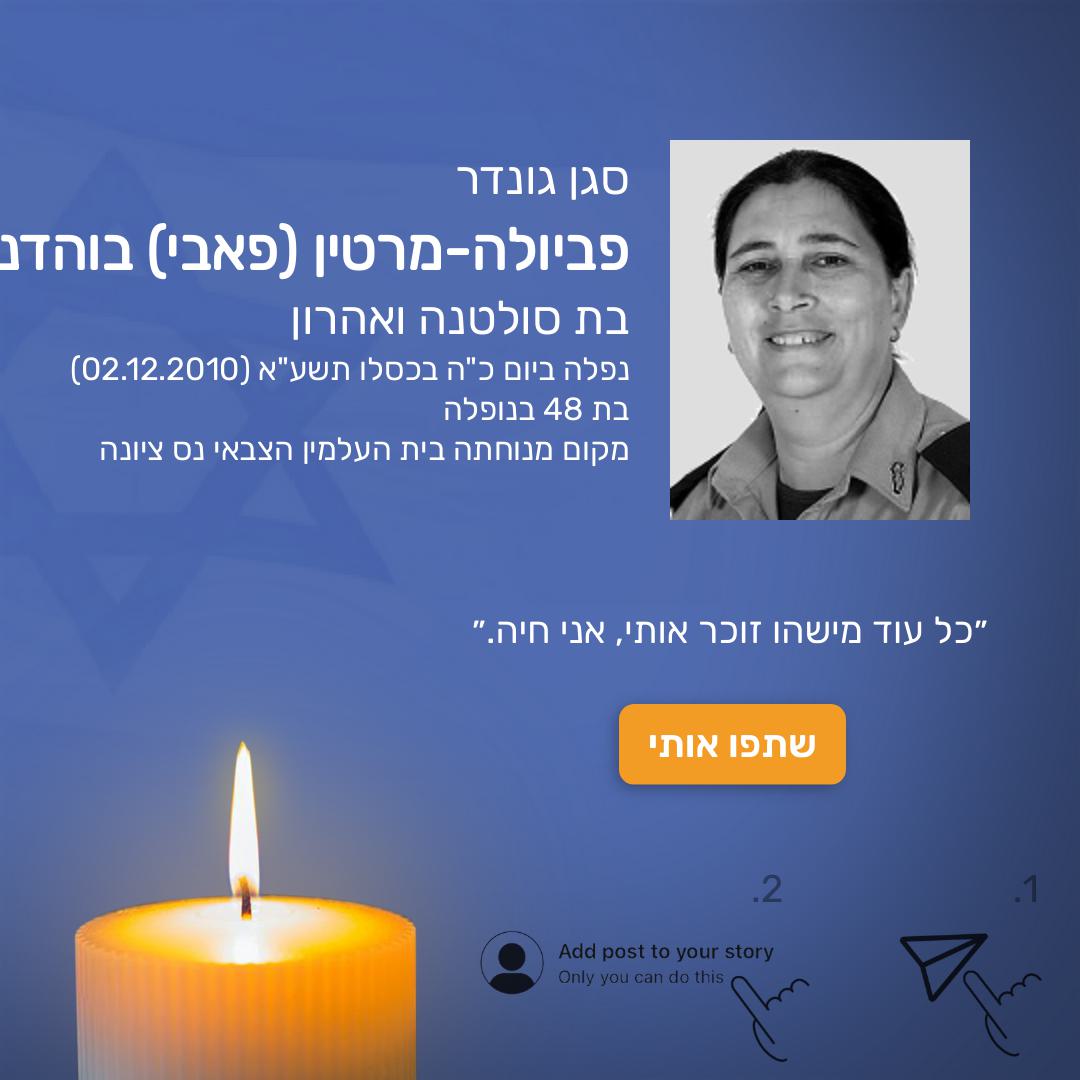 סגן גונדר
פביולה-מרטין (פאבי) בוהדנ
בת סולטנה ואהרון
נפלה ביום כ"ה בכסלו תשע"א (02.12.2010)
בת 48 בנופלה
מקום מנוחתה בית העלמין הצבאי נס ציונה
״כל עוד מישהו זוכר אותי, אני חיה.״
שתפו אותי
1.
2.
Add post to your story
Only you can do this